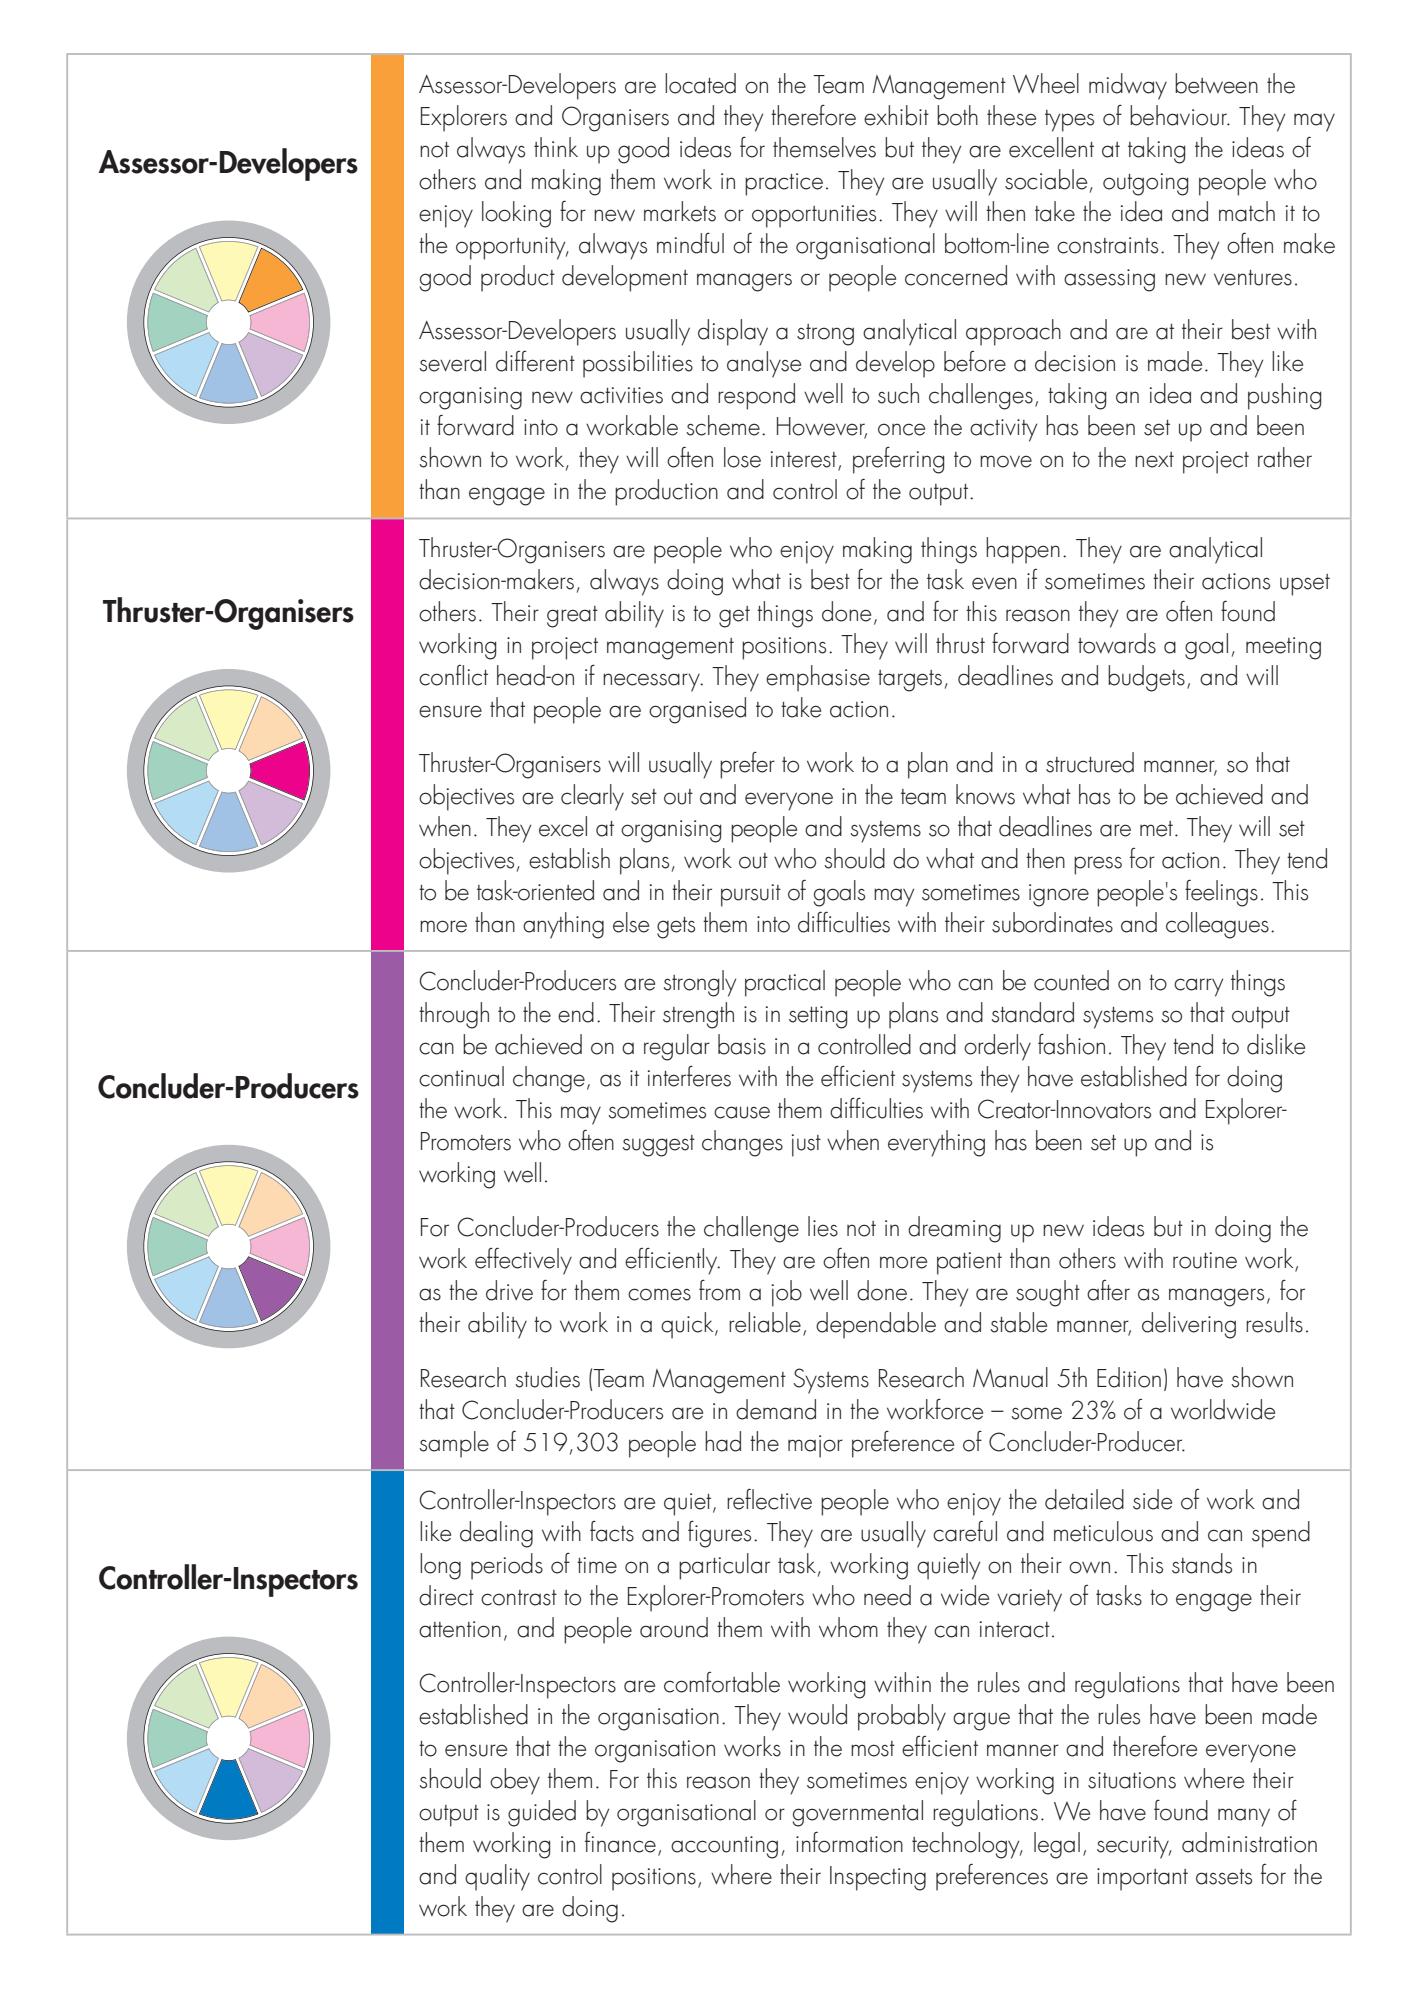 Assessor-Developers
Assessor-Developers are located on the Team Management Wheel midway between the
Explorers and Organisers and they therefore exhibit both these types of behaviour. They may
not always think up good ideas for themselves but they are excellent at taking the ideas of
others and making them work in practice. They are usually sociable, outgoing people who
enjoy looking for new markets or opportunities. They will then take the idea and match it to
the opportunity, always mindful of the organisational bottom-line constraints. They often make
good product development managers or people concerned with assessing new ventures.
Assessor-Developers usually display a strong analytical approach and are at their best with
several different possibilities to analyse and develop before a decision is made. They like
organising new activities and respond well to such challenges, taking an idea and pushing
it forward into a workable scheme. However, once the activity has been set up and been
shown to work, they will often lose interest, preferring to move on to the next project rather
than engage in the production and control of the output.
Thruster-Organisers
Thruster-Organisers are people who enjoy making things happen. They are analytical
decision-makers, always doing what is best for the task even if sometimes their actions upset
others. Their great ability is to get things done, and for this reason they are often found
working in project management positions. They will thrust forward towards a goal, meeting
conflict head-on if necessary. They emphasise targets, deadlines and budgets, and will
ensure that people are organised to take action.
Thruster-Organisers will usually prefer to work to a plan and in a structured manner, so that
objectives are clearly set out and everyone in the team knows what has to be achieved and
when. They excel at organising people and systems so that deadlines are met. They will set
objectives, establish plans, work out who should do what and then press for action. They tend
to be task-oriented and in their pursuit of goals may sometimes ignore people's feelings. This
more than anything else gets them into difficulties with their subordinates and colleagues.
Concluder-Producers
Concluder-Producers are strongly practical people who can be counted on to carry things
through to the end. Their strength is in setting up plans and standard systems so that output
can be achieved on a regular basis in a controlled and orderly fashion. They tend to dislike
continual change, as it interferes with the efficient systems they have established for doing
the work. This may sometimes cause them difficulties with Creator-Innovators and Explorer-
Promoters who often suggest changes just when everything has been set up and is
working well.
For Concluder-Producers the challenge lies not in dreaming up new ideas but in doing the
work effectively and efficiently. They are often more patient than others with routine work,
as the drive for them comes from a job well done. They are sought after as managers, for
their ability to work in a quick, reliable, dependable and stable manner, delivering results.
Research studies (Team Management Systems Research Manual 5th Edition) have shown
that Concluder-Producers are in demand in the workforce – some 23% of a worldwide
sample of 519,303 people had the major preference of Concluder-Producer.
Controller-Inspectors
Controller-Inspectors are quiet, reflective people who enjoy the detailed side of work and
like dealing with facts and figures. They are usually careful and meticulous and can spend
long periods of time on a particular task, working quietly on their own. This stands in
direct contrast to the Explorer-Promoters who need a wide variety of tasks to engage their
attention, and people around them with whom they can interact.
Controller-Inspectors are comfortable working within the rules and regulations that have been
established in the organisation. They would probably argue that the rules have been made
to ensure that the organisation works in the most efficient manner and therefore everyone
should obey them. For this reason they sometimes enjoy working in situations where their
output is guided by organisational or governmental regulations. We have found many of
them working in finance, accounting, information technology, legal, security, administration
and quality control positions, where their Inspecting preferences are important assets for the
work they are doing.